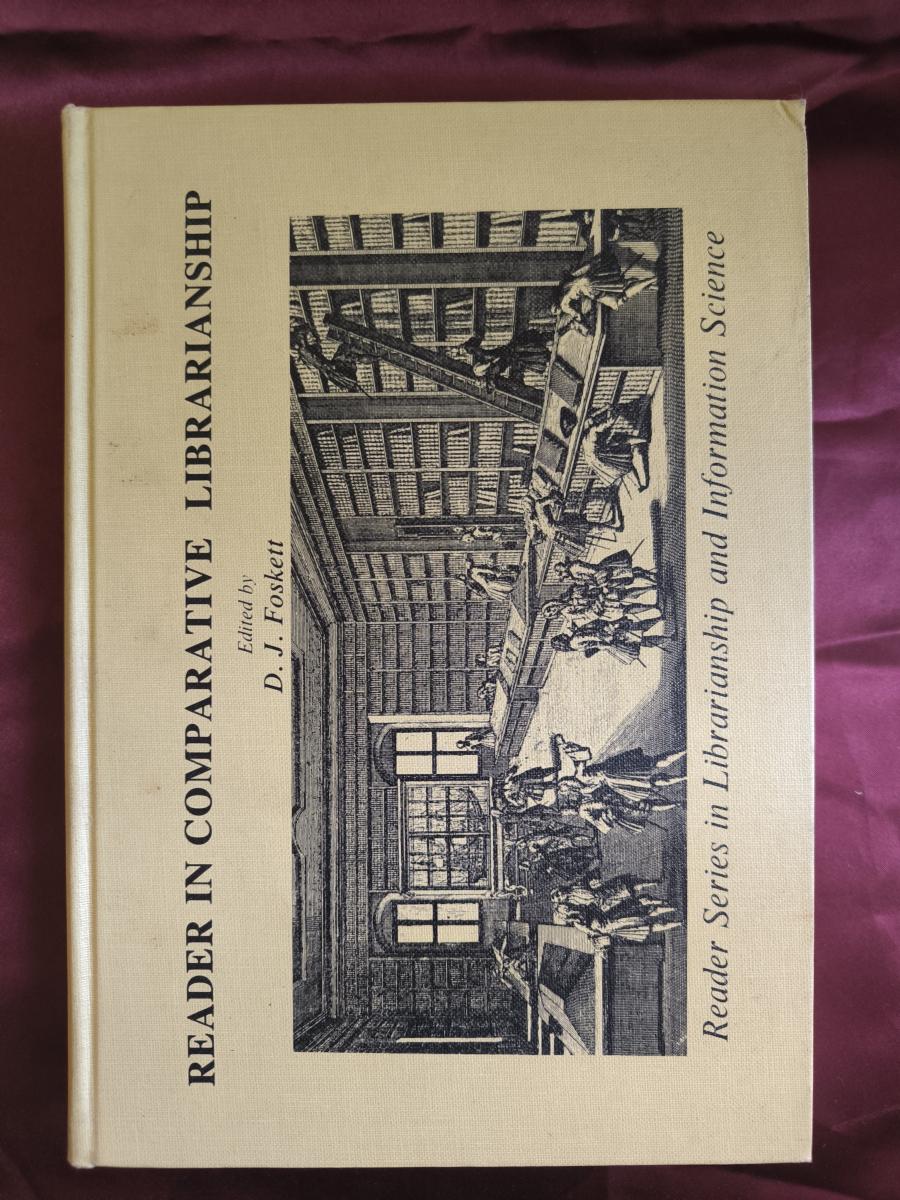 READER IN COMPARATIVE LIBRARIANSHIP
Edited by
D. J. Foskett
Reader Series in Librarianship and Information Science